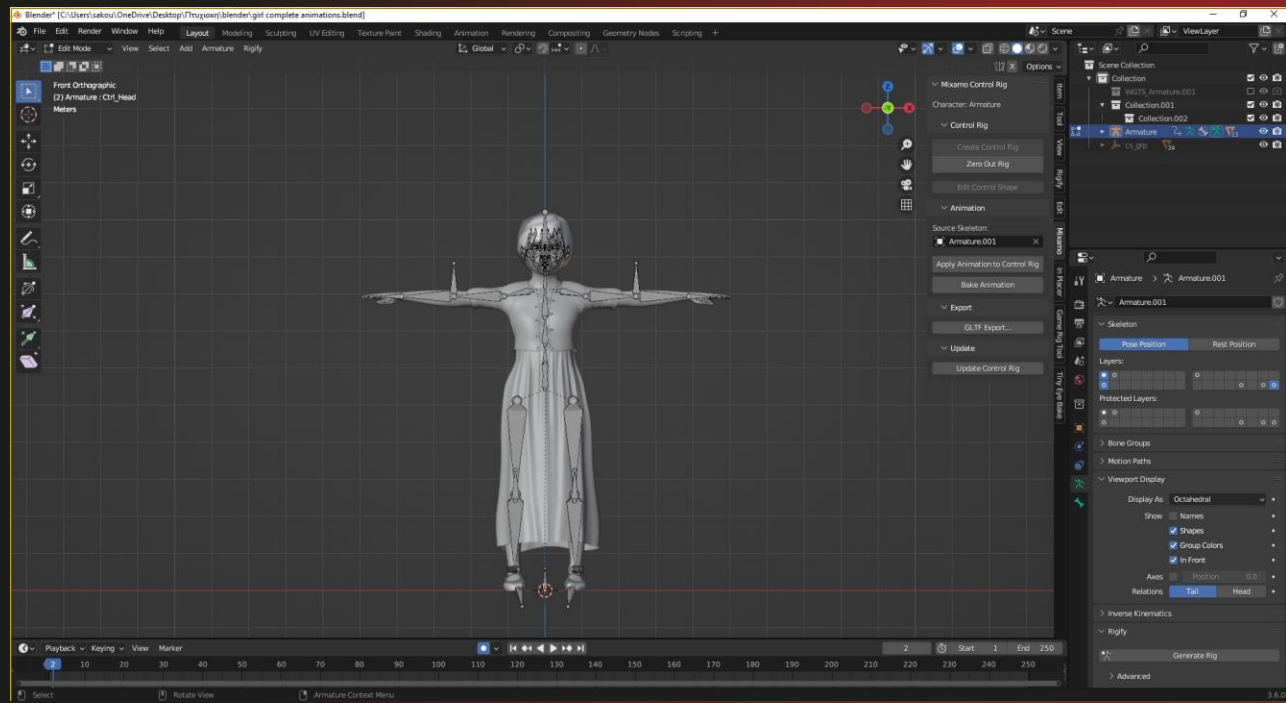 Blender* [C:\Users\sakou\OneDrive\Desktop\Πτυχιακη\blender\girl complete animations.blend]
File Edit Render Window Help Layout Modeling Sculpting UV Editing Texture Paint Shading Animation Rendering Compositing Geometry Nodes Scripting + Scene ViewLayer
Edit Mode View Select Add Armature Rigify Global
X Options
Front Orthographic
(2) Armature : Ctrl_Head
Meters
Z
X
-Y
Mixamo Control Rig
Character: Armature
Control Rig
Create Control Rig
Zero Out Rig
Edit Control Shape
Animation
Source Skeleton:
Armature.001
Apply Animation to Control Rig
Bake Animation
Export
GLTF Export...
Update
Update Control Rig
Item
Tool
View
Rigify
Edit
Mixamo
In Placer
Game Rig Tool
Tiny Eye Bake
Scene Collection
Collection
WGTS_Armature.001
Collection.001
Collection.002
Armature 13
cs_grp 24
Armature Armature.001
Armature.001
Skeleton
Pose Position Rest Position
Layers:
Protected Layers:
Bone Groups
Motion Paths
Viewport Display
Display As Octahedral
Show Names
Shapes
Group Colors
In Front
Axes Position 0.0
Relations Tail Head
Inverse Kinematics
Rigify
Generate Rig
Advanced
Playback Keying View Marker 2 Start 1 End 250
2 10 20 30 40 50 60 70 80 90 100 110 120 130 140 150 160 170 180 190 200 210 220 230 240 250
Select Rotate View Armature Context Menu 3.6.0